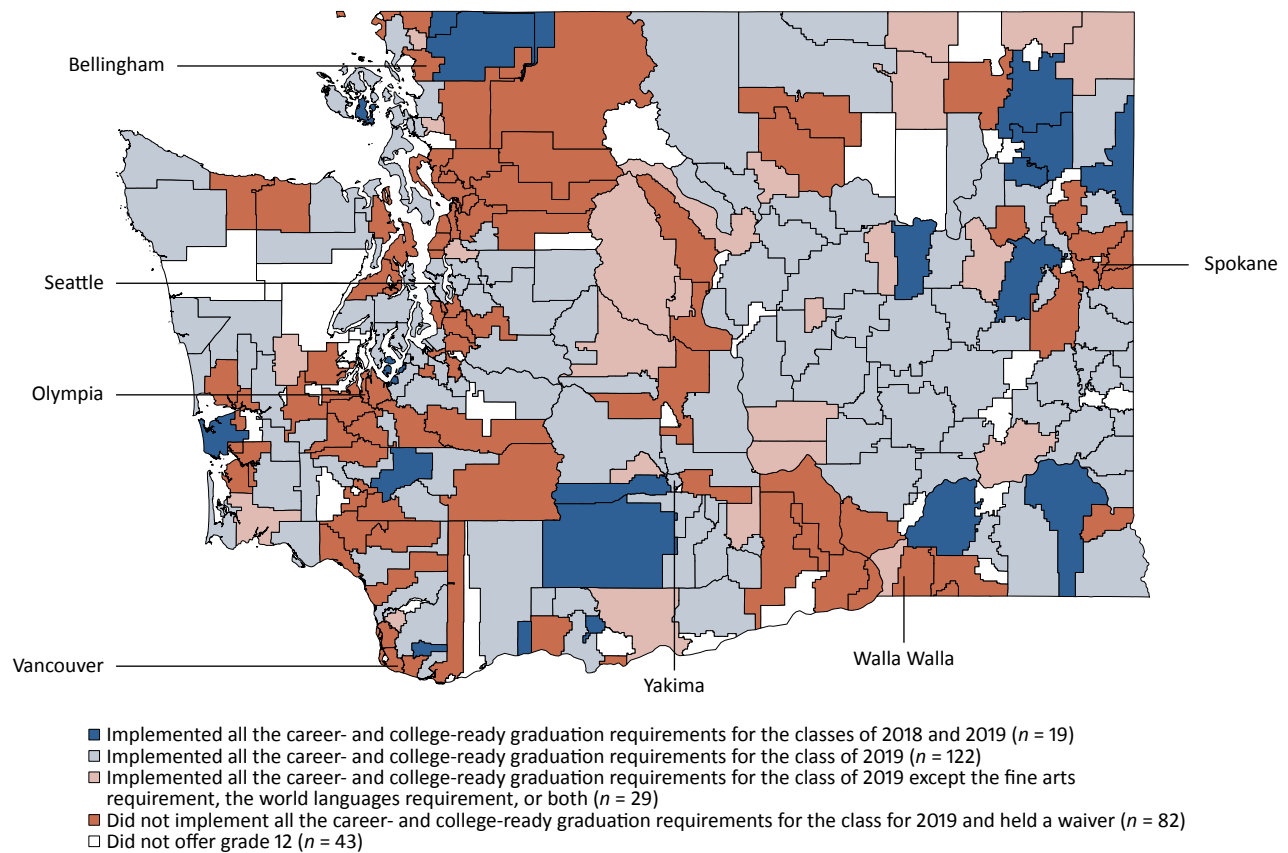 Bellingham
Spokane
Seattle
Olympia
Walla Walla
Vancouver
Yakima
Implemented all the career- and college-ready graduation requirements for the classes of 2018 and 2019 (n = 19)
Implemented all the career- and college-ready graduation requirements for the class of 2019 (n = 122)
Implemented all the career- and college-ready graduation requirements for the class of 2019 except the fine arts
requirement, the world languages requirement, or both (n = 29)
Did not implement all the career- and college-ready graduation requirements for the class for 2019 and held a waiver (n = 82)
Did not offer grade 12 (n = 43)